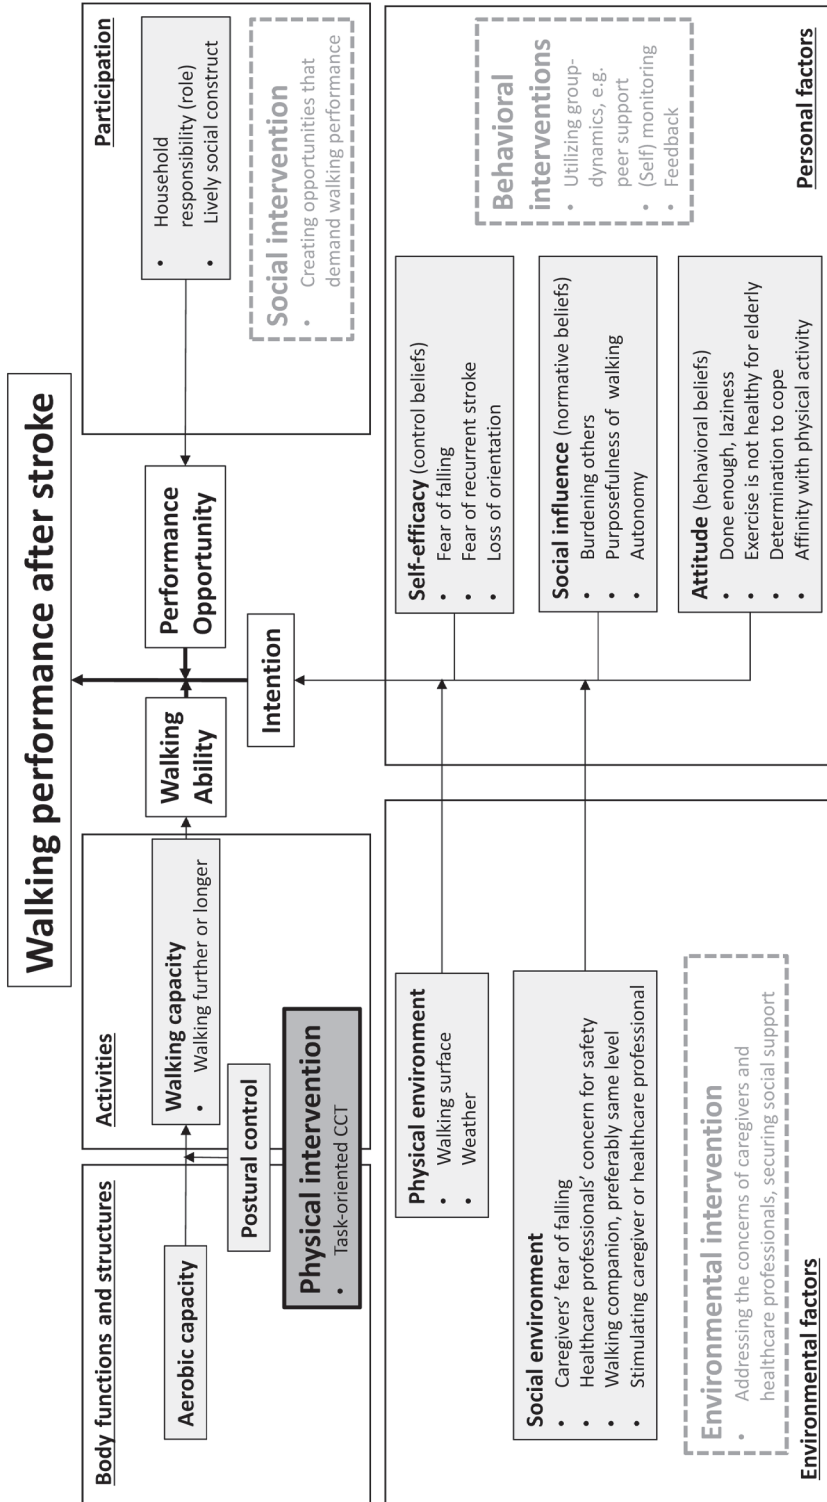 Walking performance after stroke
Body functions and structures
Aerobic capacity
Postural control
Physical intervention
• Task-oriented CCT
Activities
Walking capacity
• Walking further or longer
Walking
Ability
Intention
Performance
Opportunity
Participation
• Household
responsibility (role)
• Lively social construct
Social intervention
• Creating opportunities that
demand walking performance
Physical environment
• Walking surface
• Weather
Social environment
• Caregivers’ fear of falling
• Healthcare professionals’ concern for safety
• Walking companion, preferably same level
• Stimulating caregiver or healthcare professional
Environmental intervention
• Addressing the concerns of caregivers and
healthcare professionals, securing social support
Environmental factors
Self-efficacy (control beliefs)
• Fear of falling
• Fear of recurrent stroke
• Loss of orientation
Social influence (normative beliefs)
• Burdening others
• Purposefulness of walking
• Autonomy
Attitude (behavioral beliefs)
• Done enough, laziness
• Exercise is not healthy for elderly
• Determination to cope
• Affinity with physical activity
Behavioral
interventions
• Utilizing group-
dynamics, e.g.
peer support
• (Self) monitoring
• Feedback
Personal factors